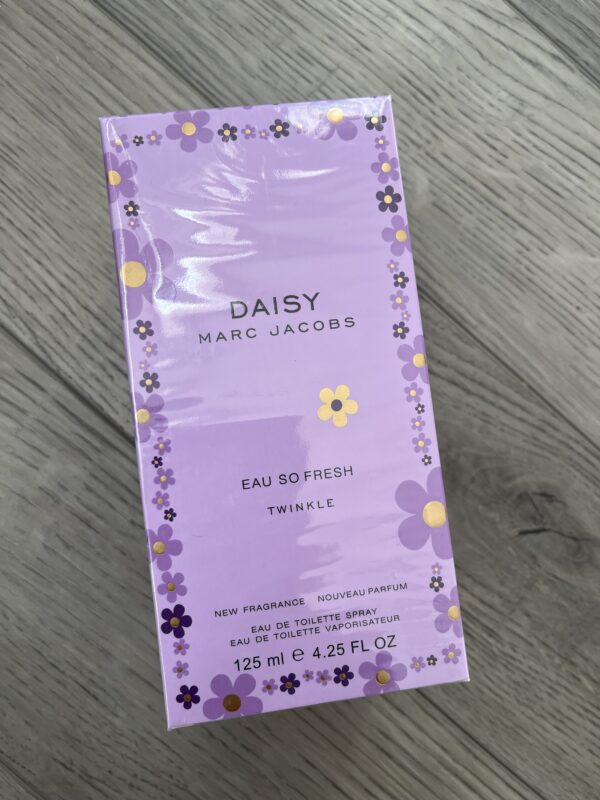 DAISY
MARC JACOBS
EAU SO FRESH
TWINKLE
NEW FRAGRANCE NOUVEAU PARFUM
EAU DE TOILETTE SPRAY
EAU DE TOILETTE VAPORISATEUR
125 ml ℮ 4.25 FL OZ